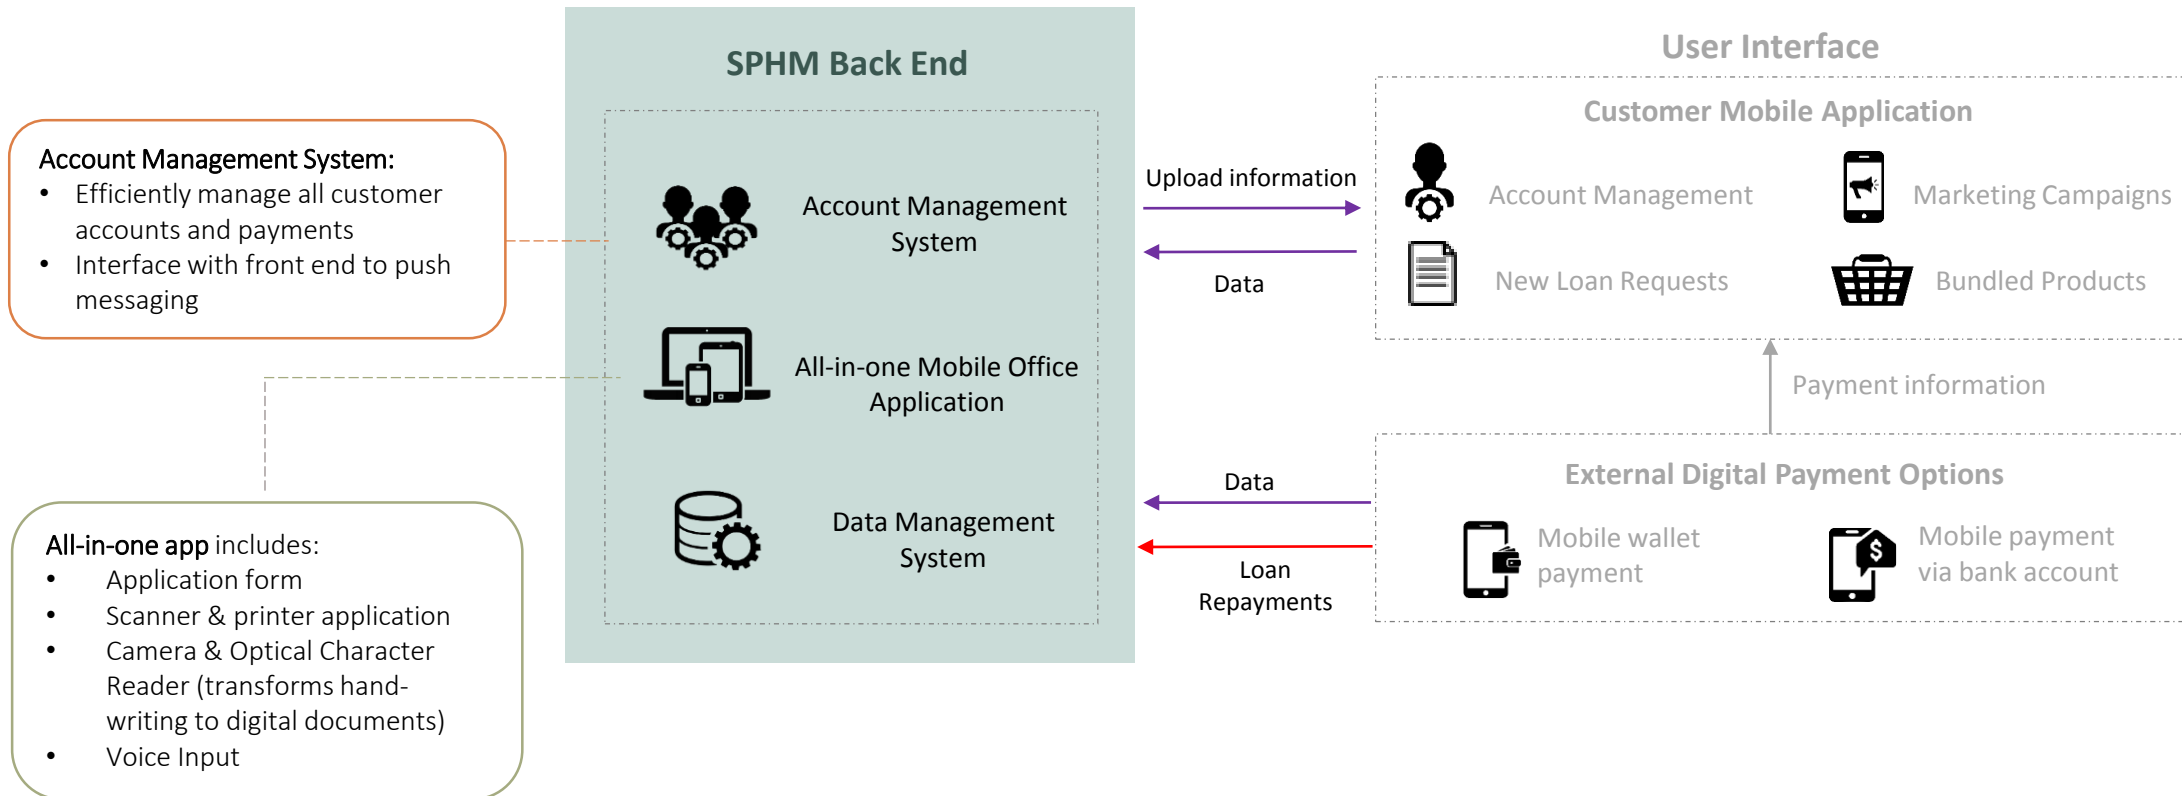 SPHM Back End
User Interface
Customer Mobile Application
Account Management System:
• Efficiently manage all customer
accounts and payments
• Interface with front end to push
messaging
Account Management
System
Upload information
Data
Account Management
Marketing Campaigns
New Loan Requests
Bundled Products
All-in-one Mobile Office
Application
Payment information
All-in-one app includes:
• Application form
• Scanner & printer application
• Camera & Optical Character
Reader (transforms hand-
writing to digital documents)
• Voice Input
Data Management
System
Data
Loan
Repayments
External Digital Payment Options
Mobile wallet
payment
$
Mobile payment
via bank account